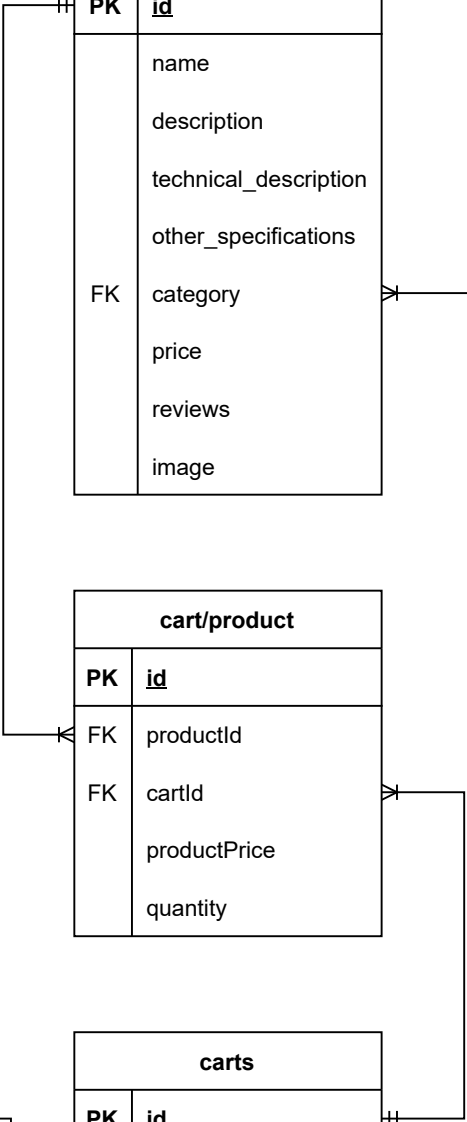 PK id
name
description
technical_description
other_specifications
FK category
price
reviews
image
cart/product
PK id
FK productId
FK cartId
productPrice
quantity
carts
PK id